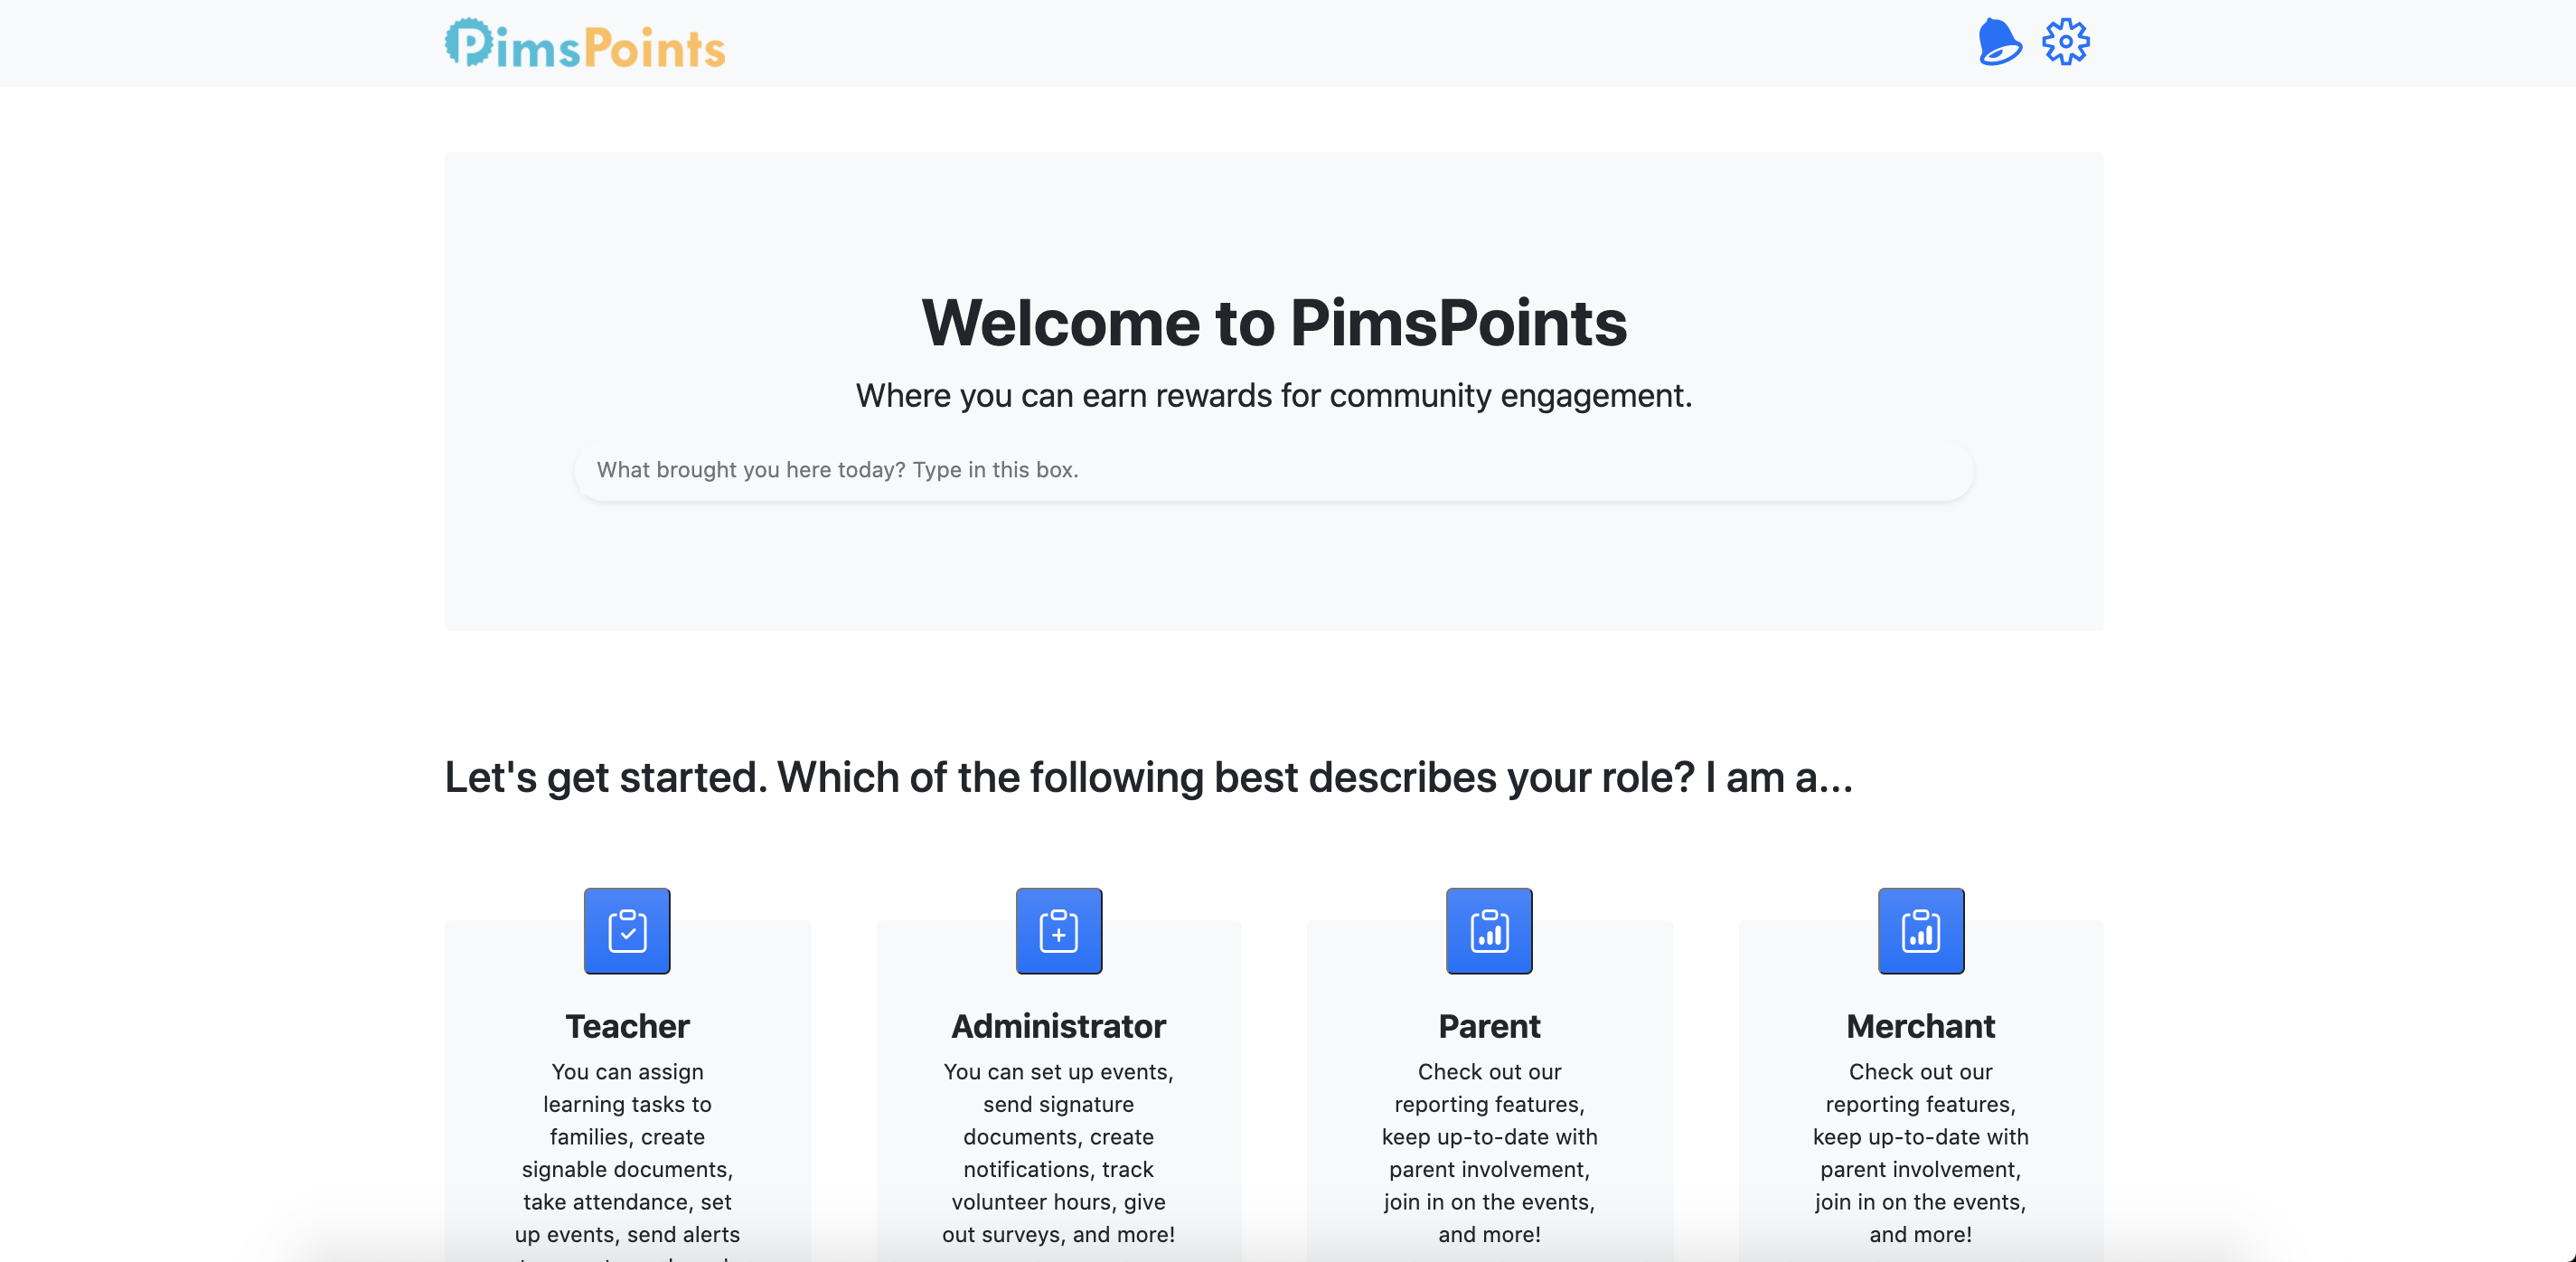 PimsPoints
Welcome to PimsPoints
Where you can earn rewards for community engagement.
What brought you here today? Type in this box.
Let's get started. Which of the following best describes your role? I am a...
Teacher
You can assign
learning tasks to
families, create
signable documents,
take attendance, set
up events, send alerts
Administrator
You can set up events,
send signature
documents, create
notifications, track
volunteer hours, give
out surveys, and more!
Parent
Check out our
reporting features,
keep up-to-date with
parent involvement,
join in on the events,
and more!
Merchant
Check out our
reporting features,
keep up-to-date with
parent involvement,
join in on the events,
and more!